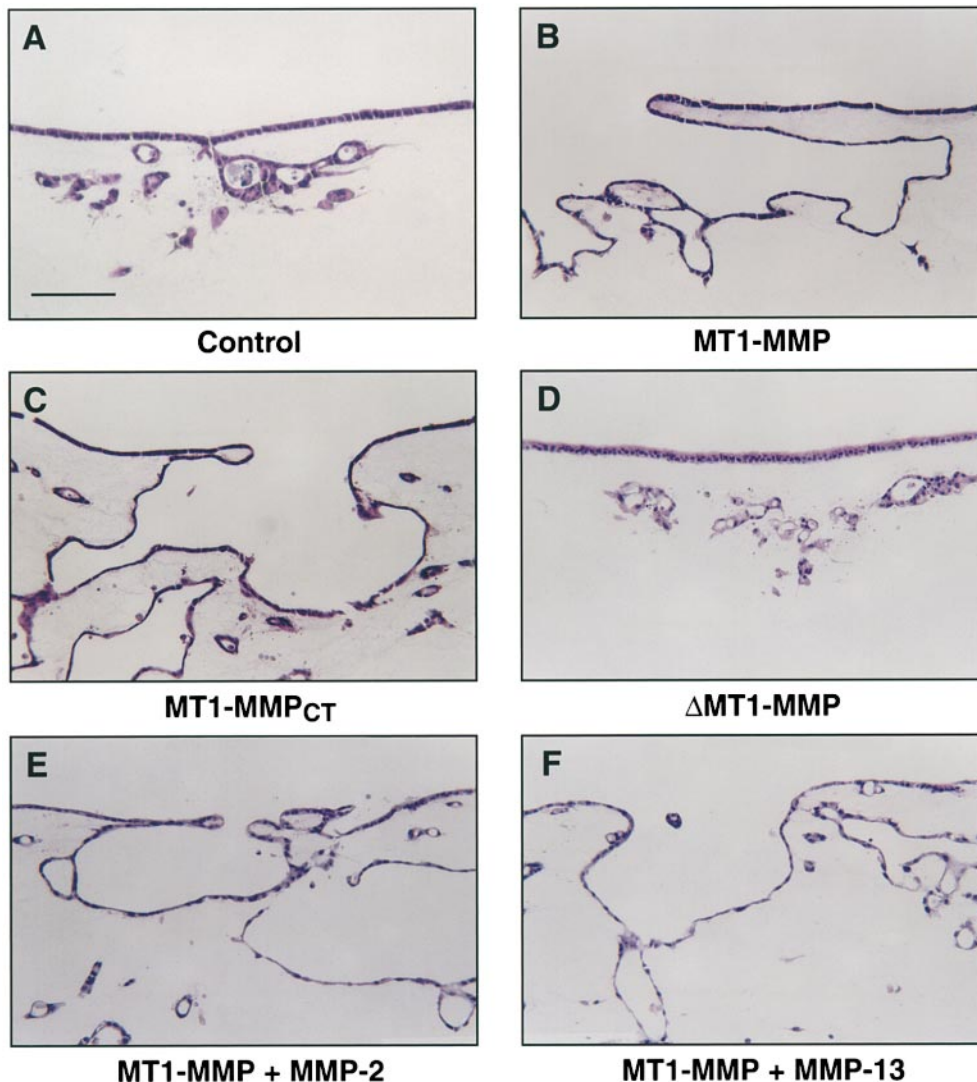 A
B
Control
MT1-MMP
C
D
MT1-MMPCT
ΔMT1-MMP
E
F
MT1-MMP + MMP-2
MT1-MMP + MMP-13